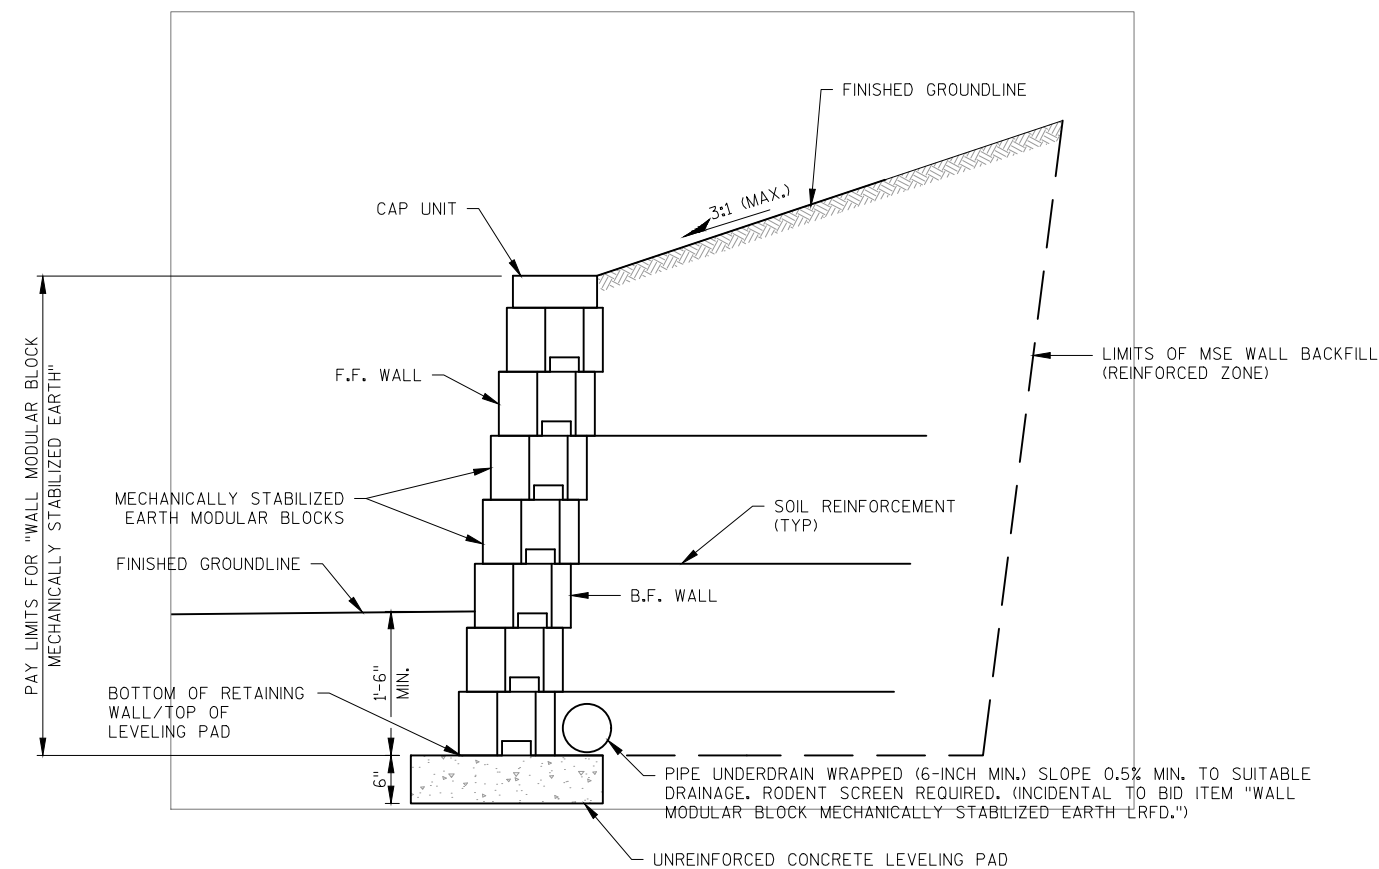 FINISHED GROUNDLINE
3:1 (MAX.)
CAP UNIT
PAY LIMITS FOR "WALL MODULAR BLOCK
MECHANICALLY STABILIZED EARTH"
LIMITS OF MSE WALL BACKFILL
(REINFORCED ZONE)
F.F. WALL
MECHANICALLY STABILIZED
EARTH MODULAR BLOCKS
SOIL REINFORCEMENT
(TYP)
FINISHED GROUNDLINE
B.F. WALL
1'-6"
MIN.
BOTTOM OF RETAINING
WALL/TOP OF
LEVELING PAD
6"
PIPE UNDERDRAIN WRAPPED (6-INCH MIN.) SLOPE 0.5% MIN. TO SUITABLE
DRAINAGE. RODENT SCREEN REQUIRED. (INCIDENTAL TO BID ITEM "WALL
MODULAR BLOCK MECHANICALLY STABILIZED EARTH LRFD.")
UNREINFORCED CONCRETE LEVELING PAD